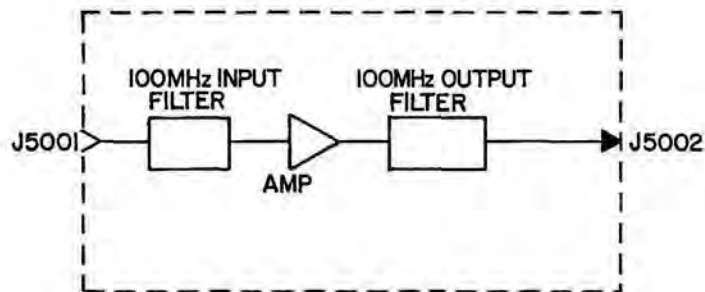 100MHz INPUT
FILTER
100MHz OUTPUT
FILTER
J5001
J5002
AMP